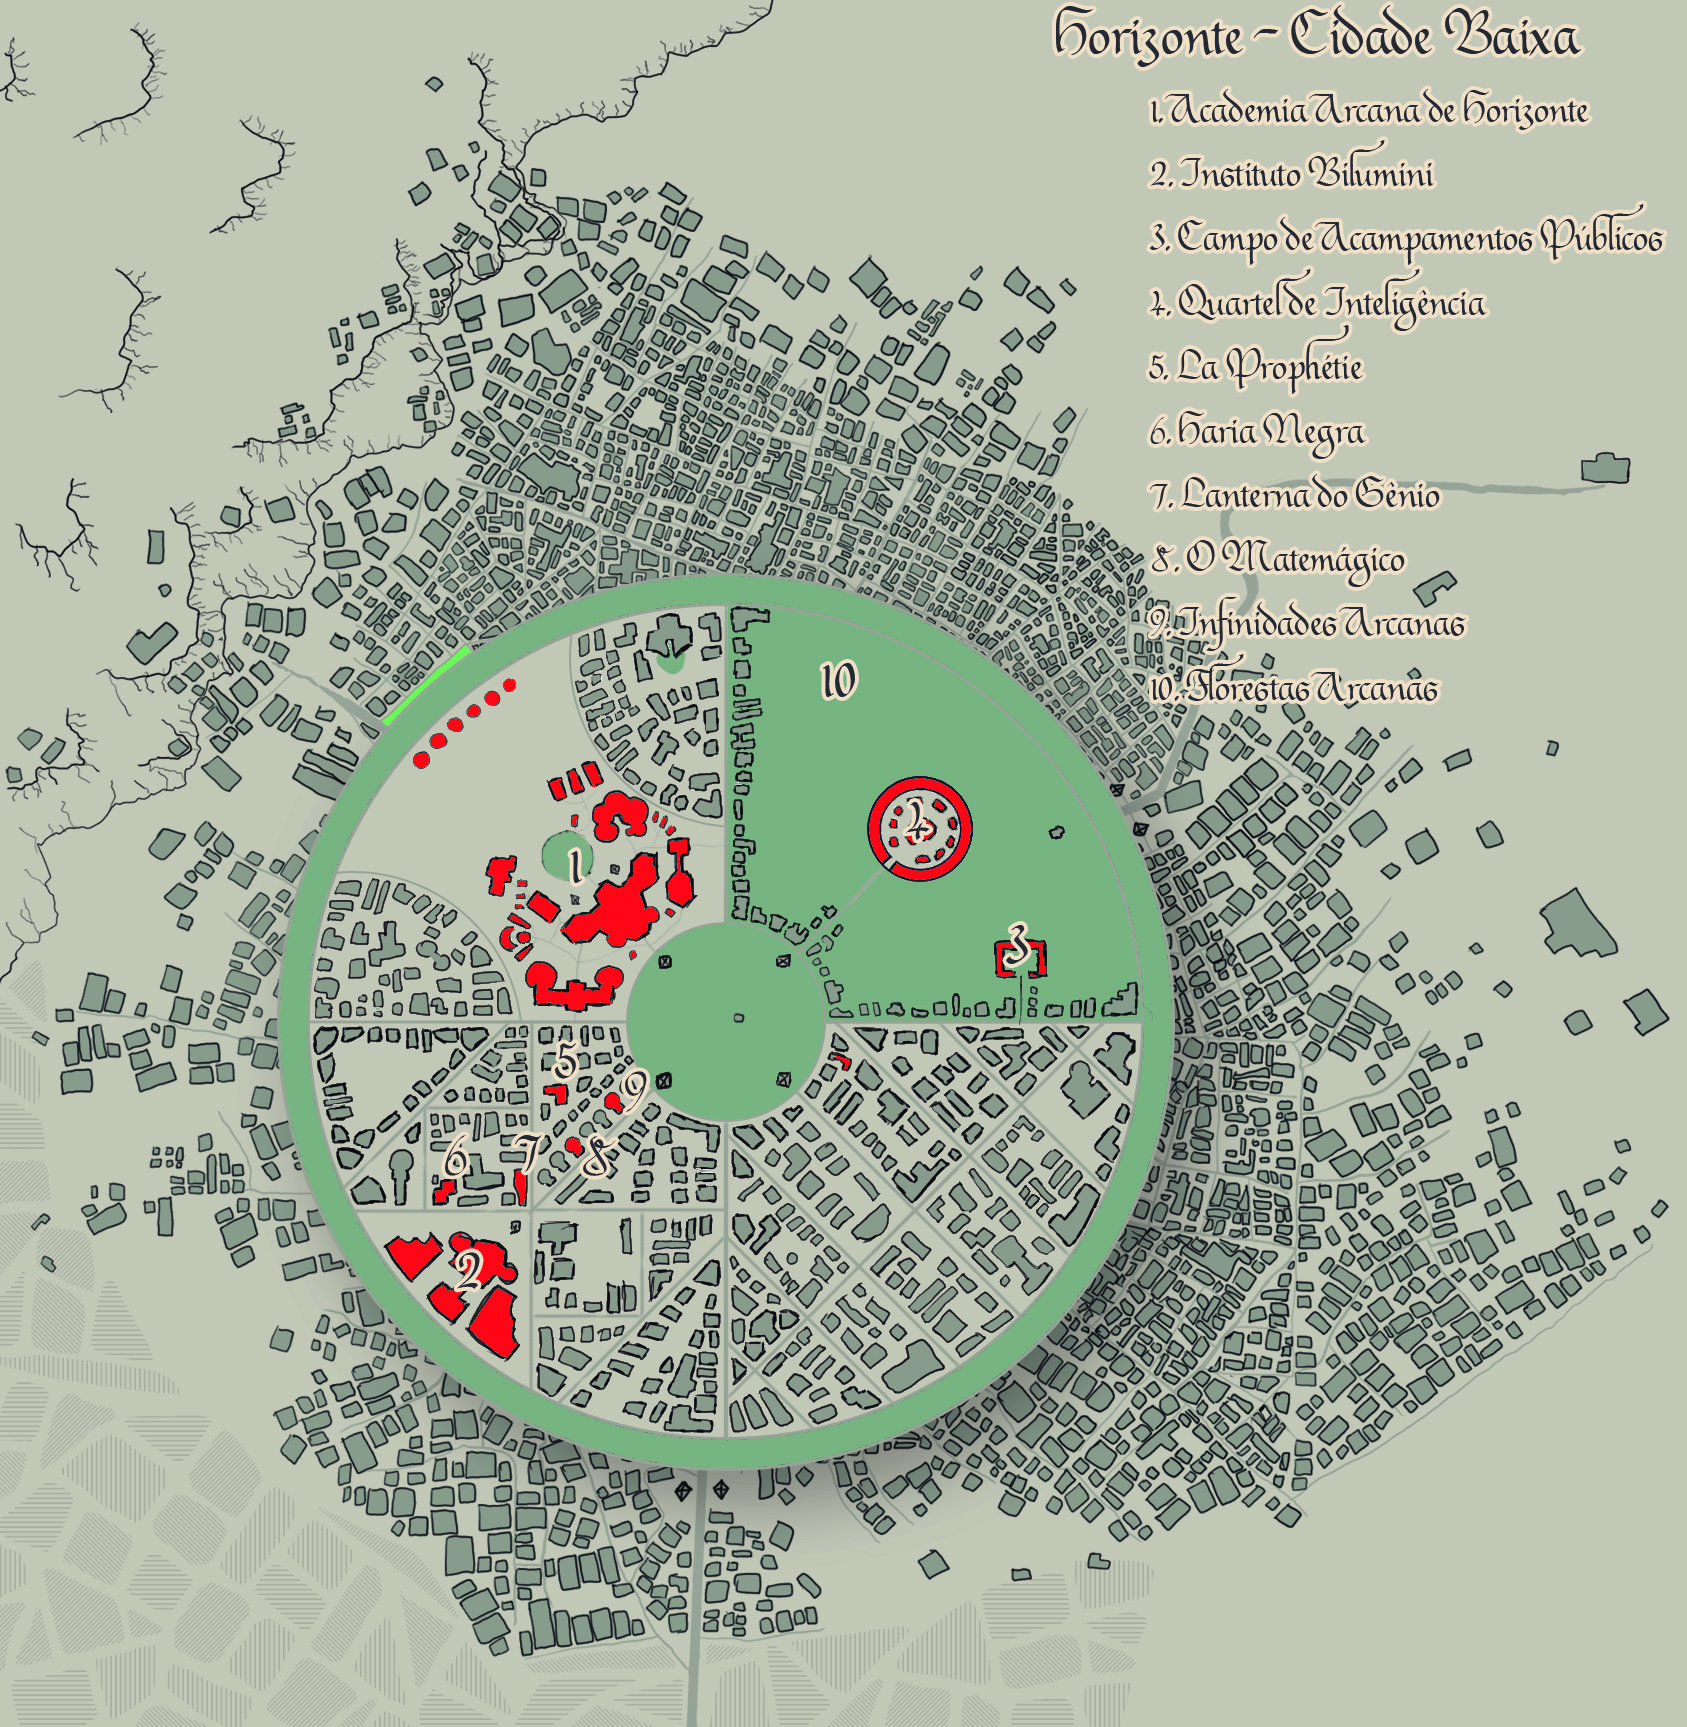 Horizonte - Cidade Baixa
1. Academia Arcana de Horizonte
2. Instituto Bilumini
3. Campo de Acampamentos Públicos
4. Quartel de Inteligência
5. La Prophétie
6. Haria Negra
7. Lanterna do Gênio
8. O Matemágico
9. Infinidades Arcanas
10. Florestas Arcanas
10
4
1
3
5
9
6
7
8
2